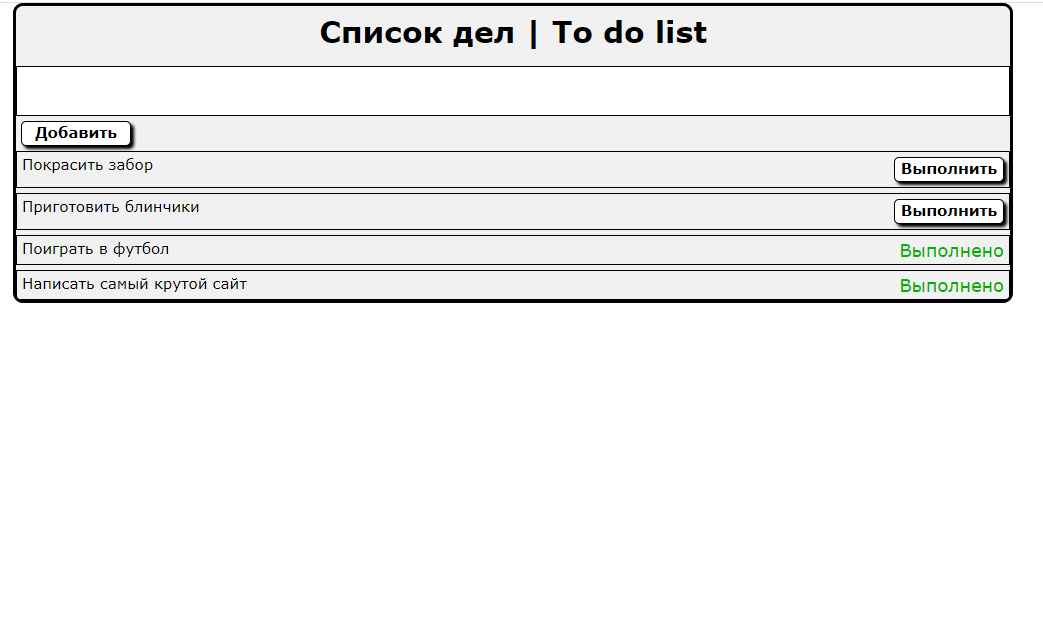 Список дел | To do list
Добавить
Покрасить забор Выполнить
Приготовить блинчики Выполнить
Поиграть в футбол Выполнено
Написать самый крутой сайт Выполнено